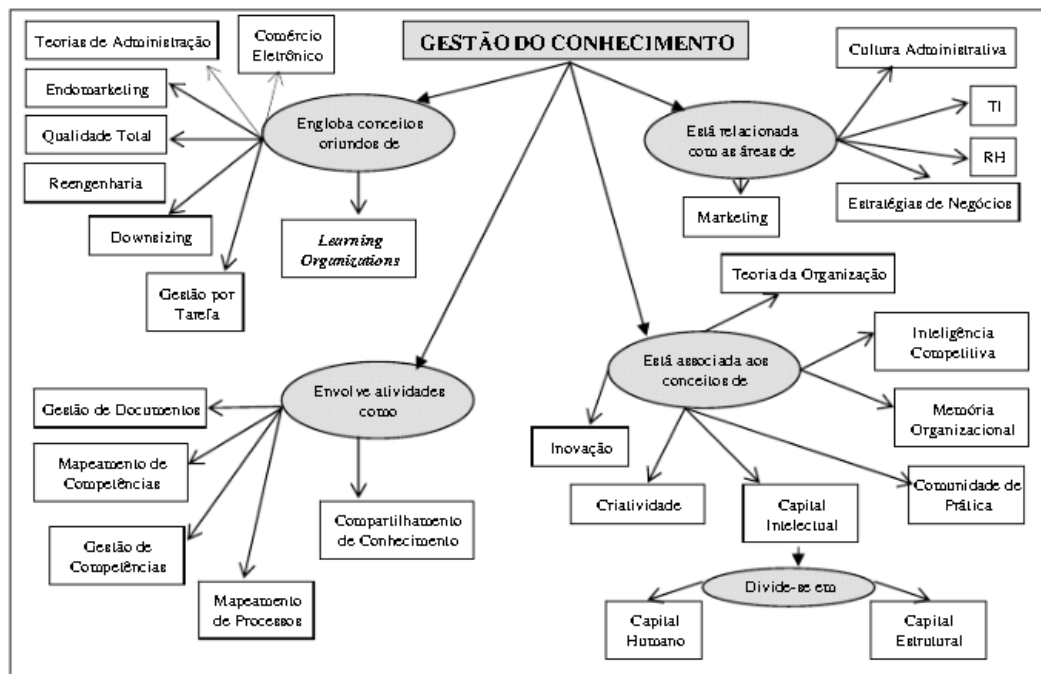 GESTÃO DO CONHECIMENTO
Teorias de Administração
Comércio
Eletrônico
Endomarketing
Qualidade Total
Reengenharia
Downsizing
Gestão por
Tarefa
Engloba conceitos
oriundos de
Learning
Organizations
Está relacionada
com as áreas de
Cultura Administrativa
TI
RH
Estratégias de Negócios
Marketing
Envolve atividades
como
Gestão de Documentos
Mapeamento de
Competências
Gestão de
Competências
Mapeamento
de Processos
Compartilhamento
de Conhecimento
Está associada aos
conceitos de
Teoria da Organização
Inteligência
Competitiva
Memória
Organizacional
Comunidade de
Prática
Inovação
Criatividade
Capital
Intelectual
Divide-se em
Capital
Humano
Capital
Estrutural